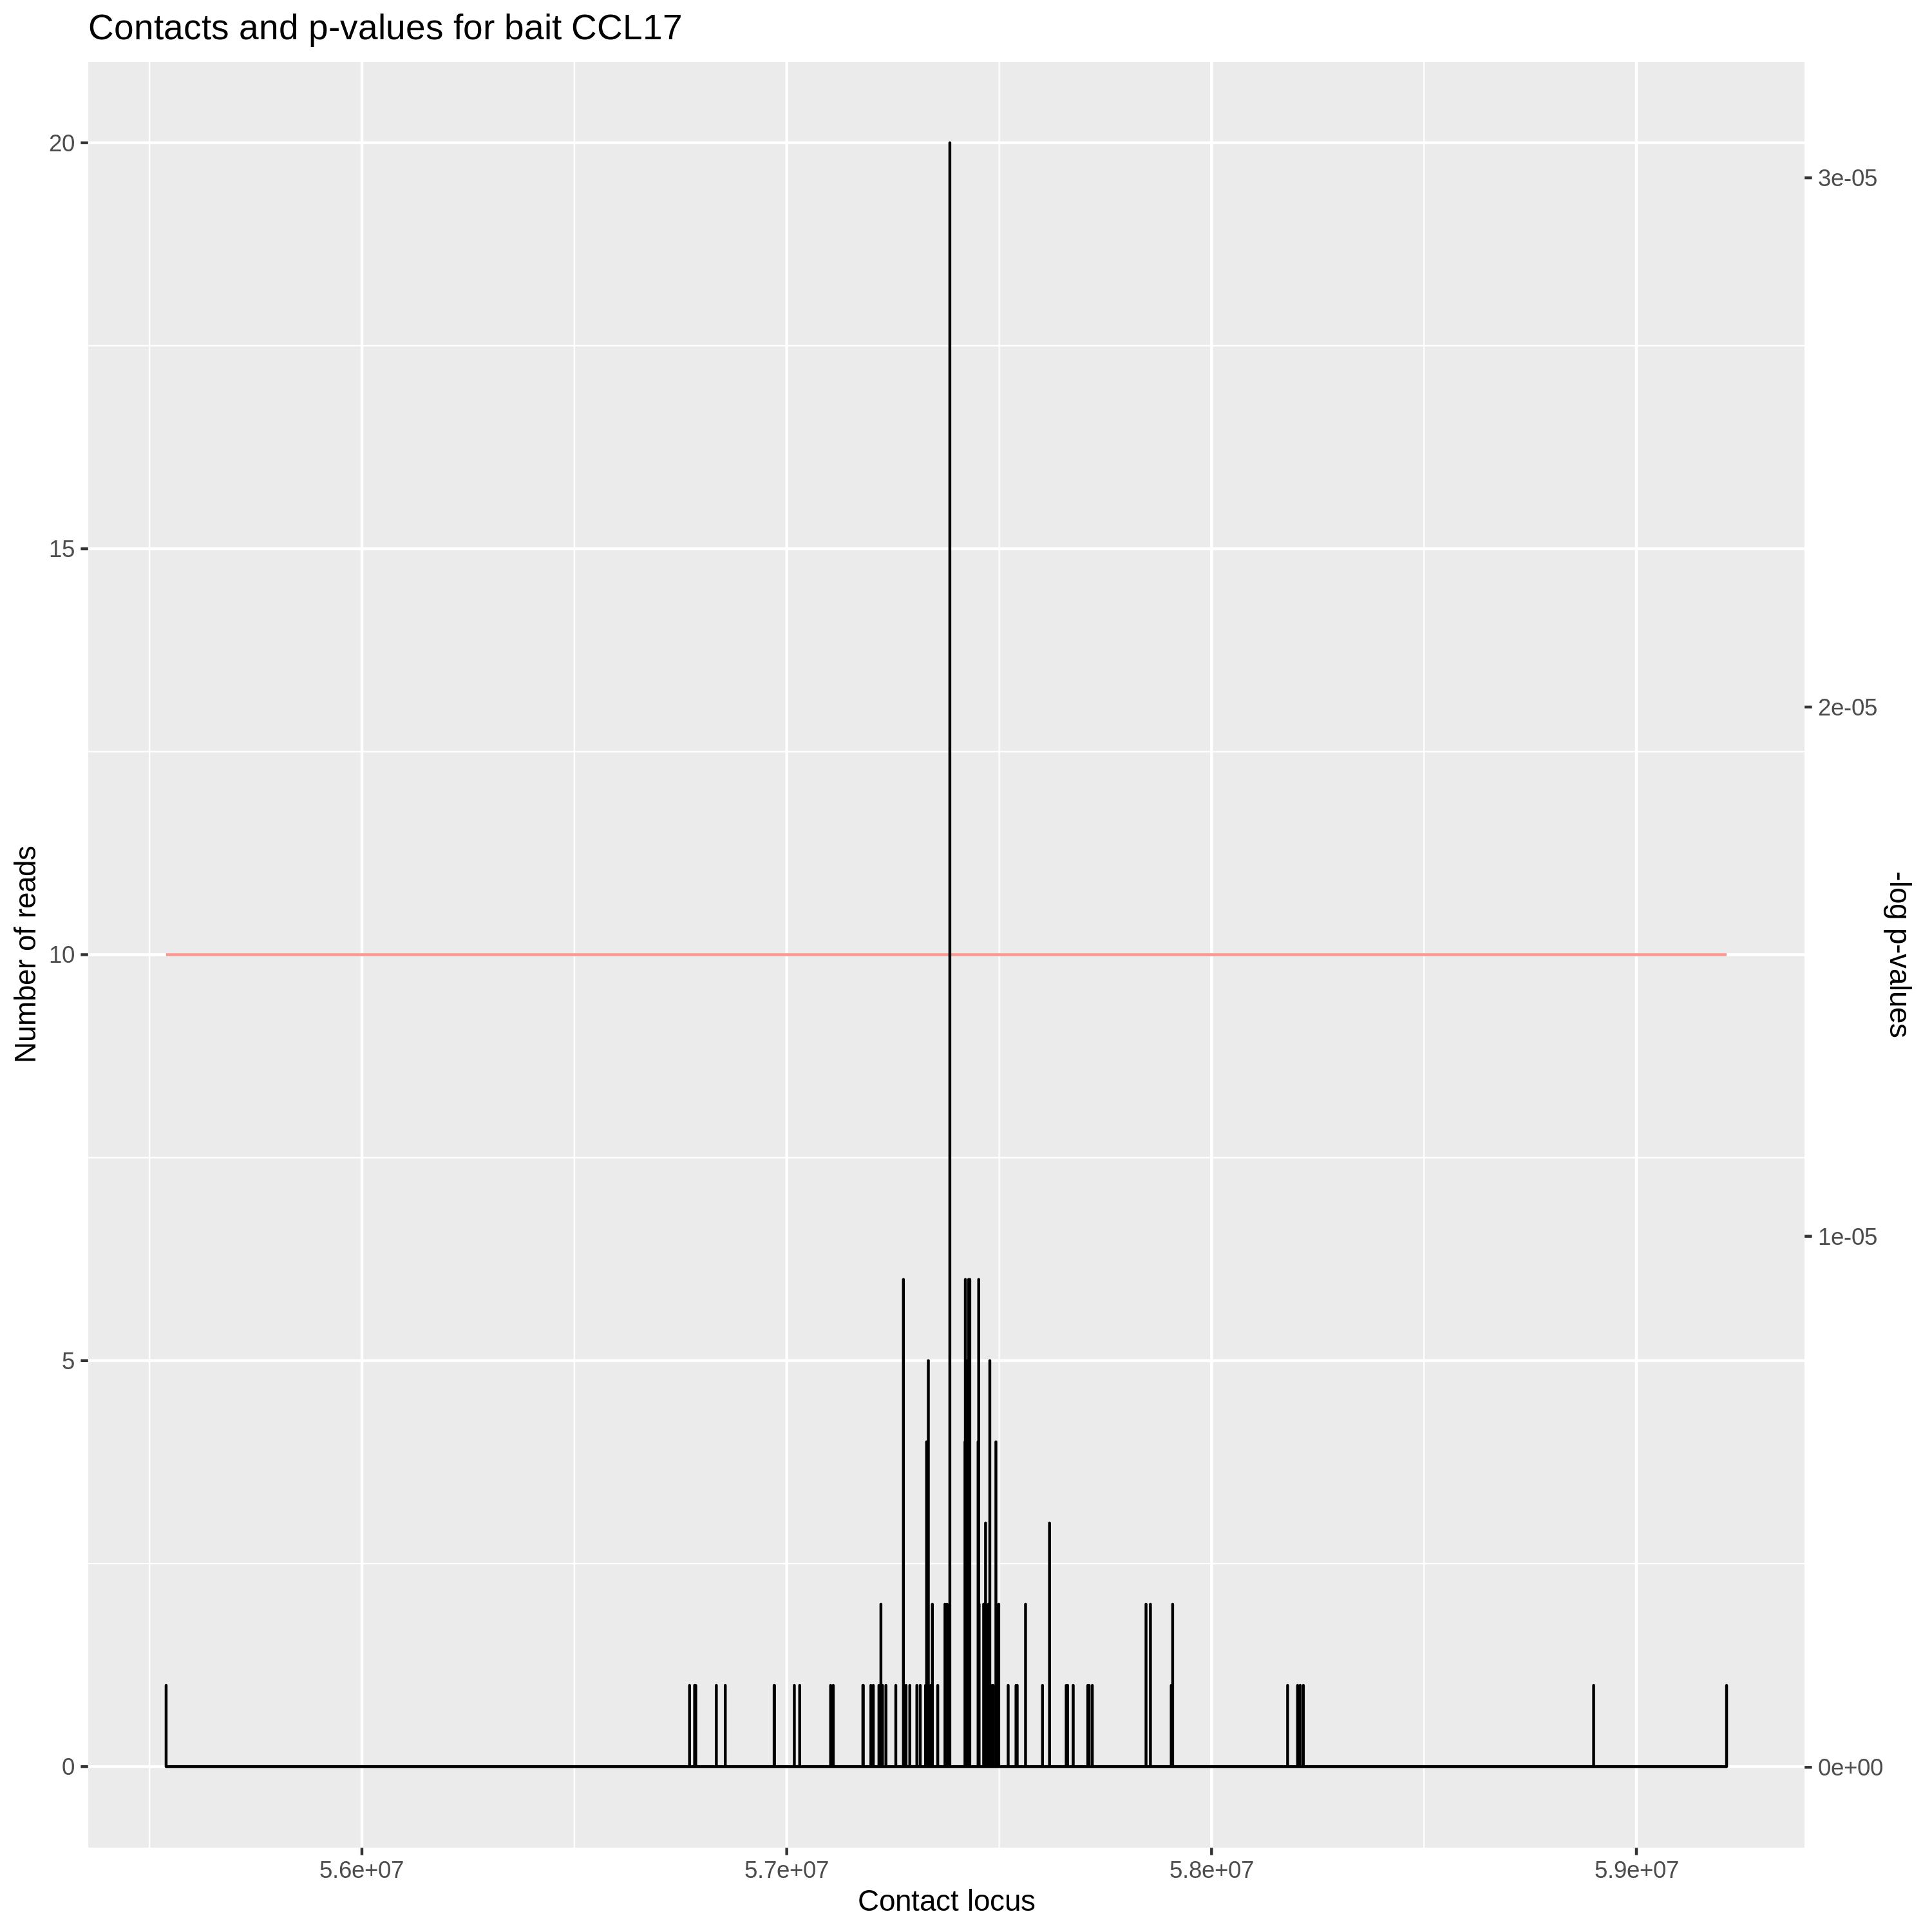 Contacts and p-values for bait CCL17
Number of reads
20
15
10
5
0
3e-05
2e-05
1e-05
0e+00
-log p-values
5.6e+07
5.7e+07
5.8e+07
5.9e+07
Contact locus